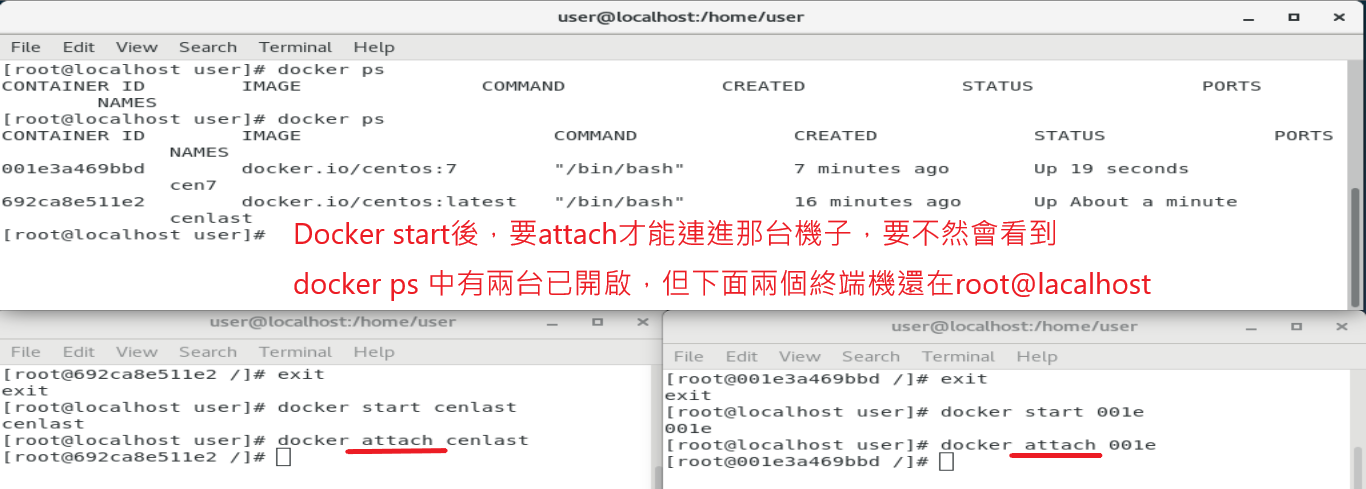 user@localhost:/home/user
File Edit View Search Terminal Help
[root@localhost user]# docker ps
CONTAINER ID IMAGE COMMAND CREATED STATUS PORTS
NAMES
[root@localhost user]# docker ps
CONTAINER ID IMAGE COMMAND CREATED STATUS PORTS
NAMES
001e3a469bbd docker.io/centos:7 "/bin/bash" 7 minutes ago Up 19 seconds
cen7
692ca8e511e2 docker.io/centos:latest "/bin/bash" 16 minutes ago Up About a minute
cenlast
[root@localhost user]#
Docker start後，要attach才能連進那台機子，要不然會看到
docker ps 中有兩台已開啟，但下面兩個終端機還在root@lacalhost
user@localhost:/home/user
File Edit View Search Terminal Help
[root@692ca8e511e2 /]# exit
exit
[root@localhost user]# docker start cenlast
cenlast
[root@localhost user]# docker attach cenlast
[root@692ca8e511e2 /]#
user@localhost:/home/user
File Edit View Search Terminal Help
[root@001e3a469bbd /]# exit
exit
[root@localhost user]# docker start 001e
001e
[root@localhost user]# docker attach 001e
[root@001e3a469bbd /]#